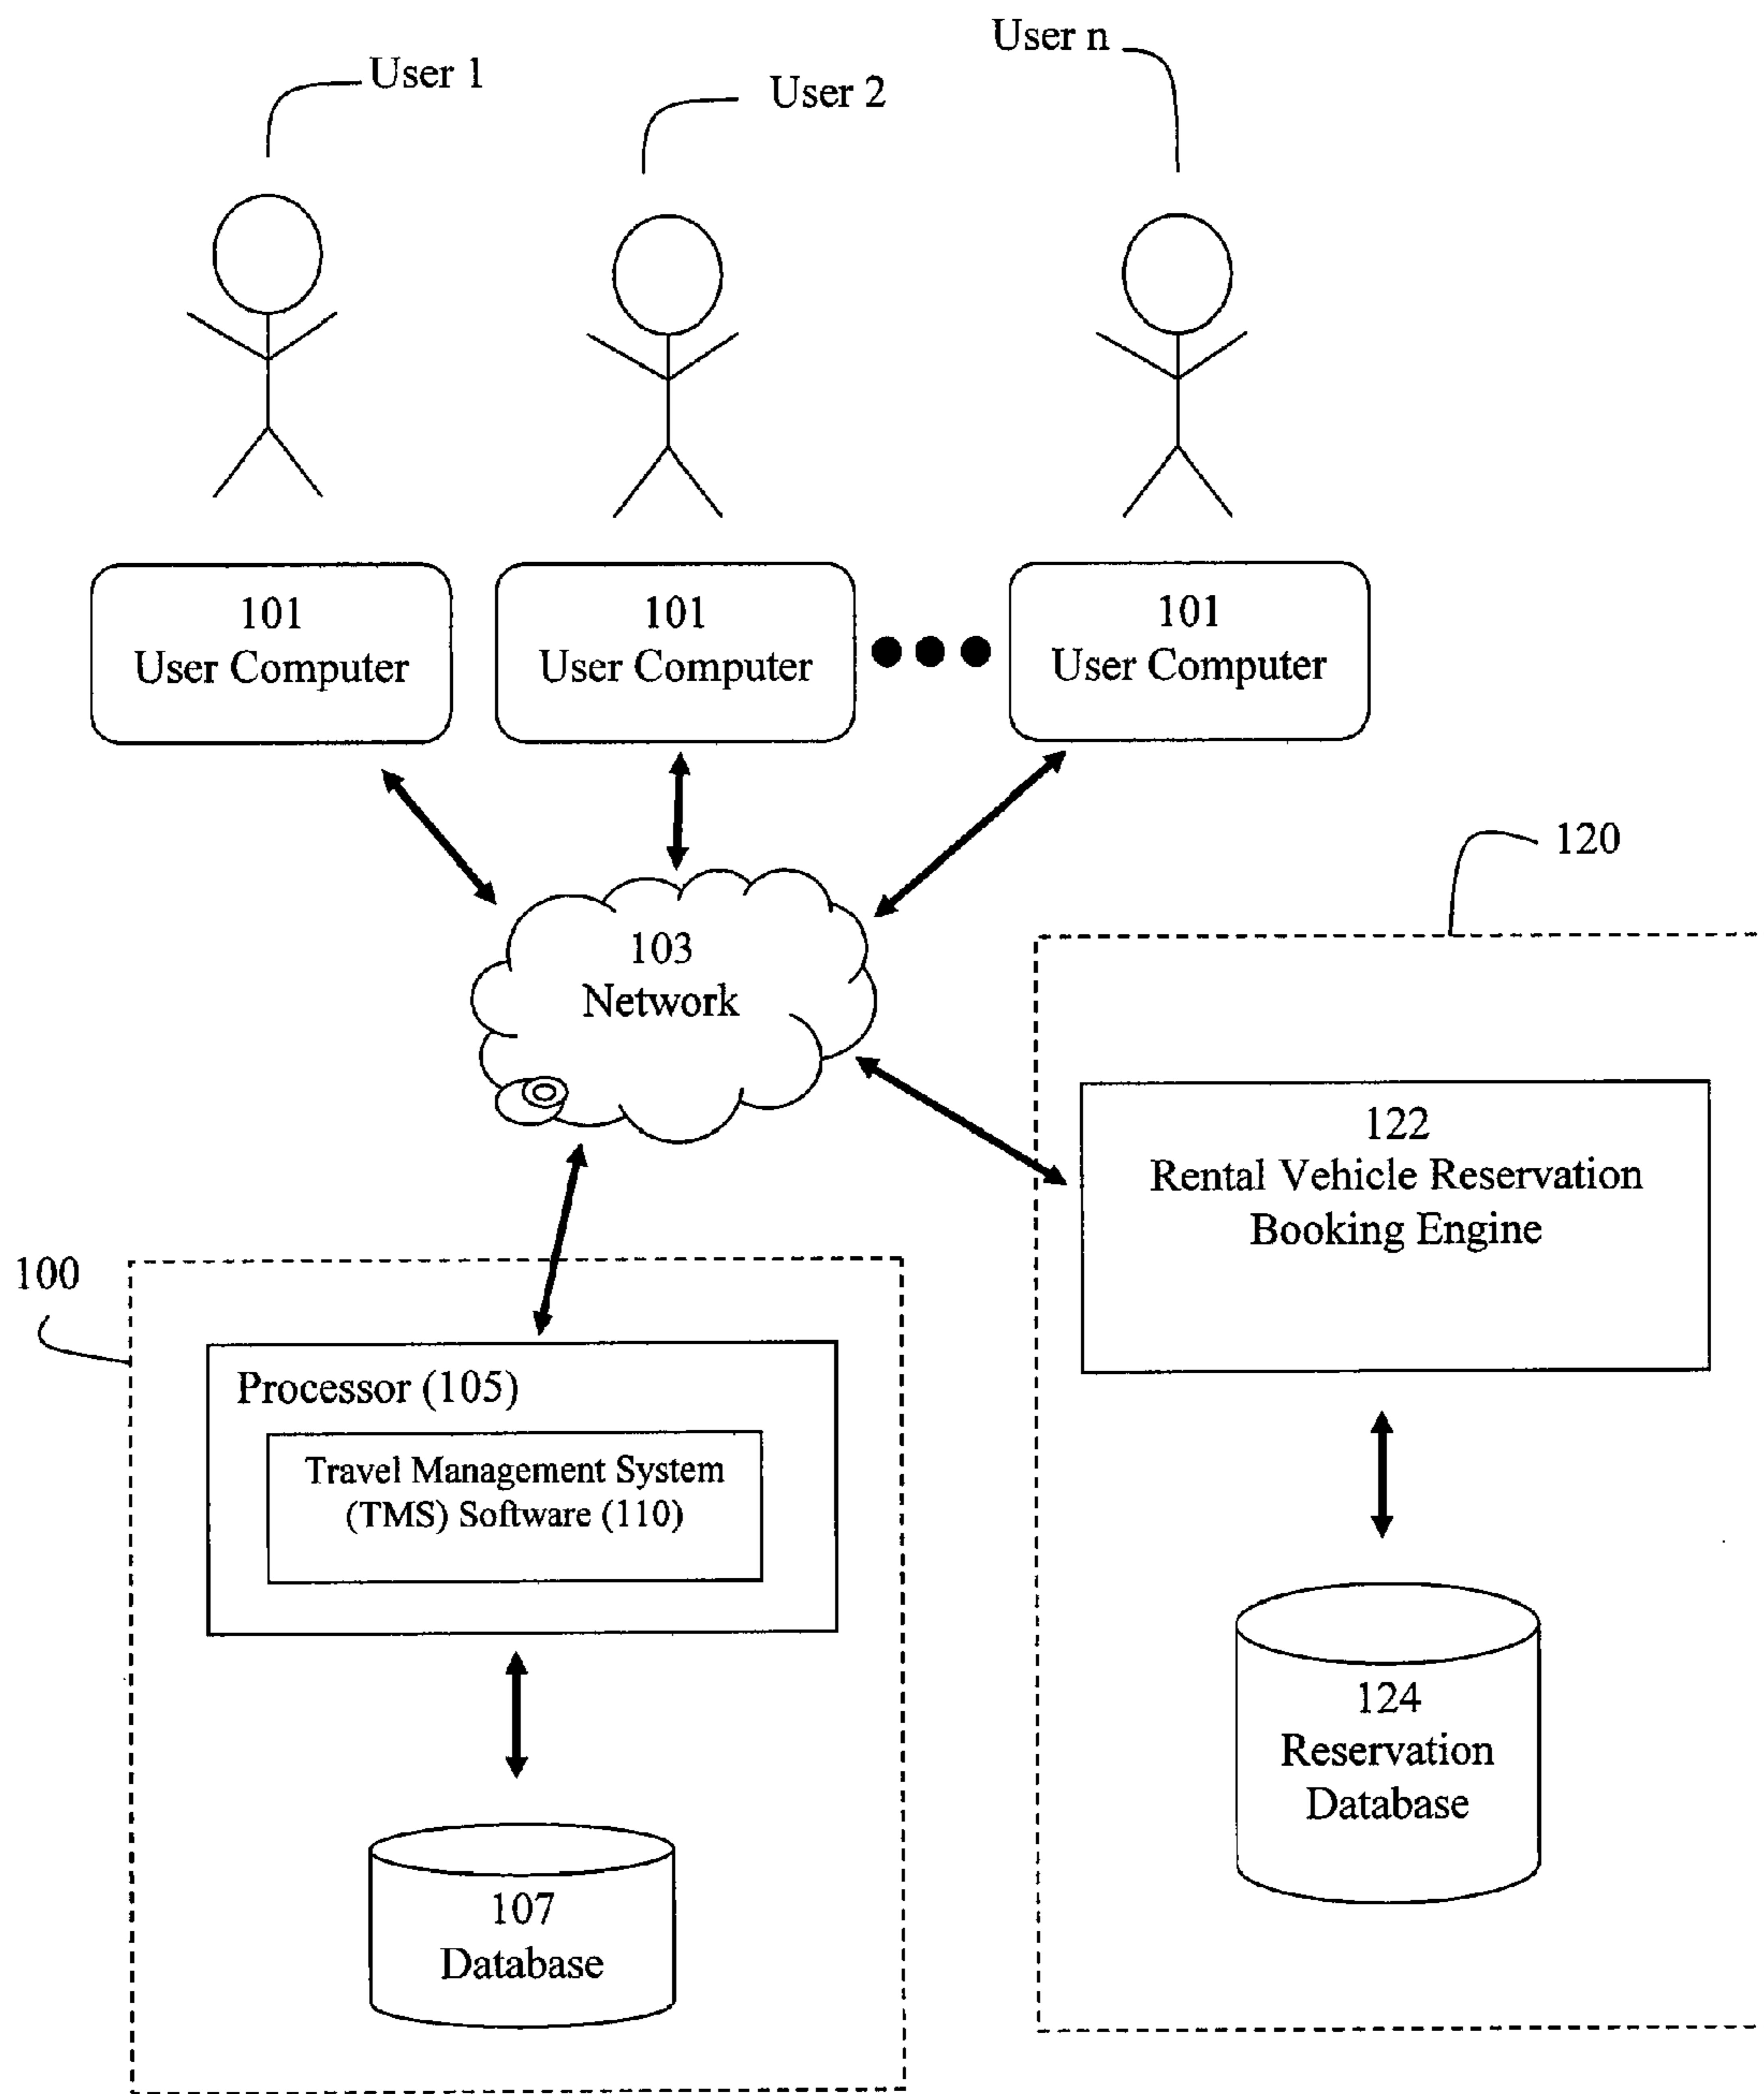 User 1
User 2
User n
101
User Computer
101
User Computer
101
User Computer
120
103
Network
122
Rental Vehicle Reservation
Booking Engine
100
Processor (105)
Travel Management System
(TMS) Software (110)
124
Reservation
Database
107
Database